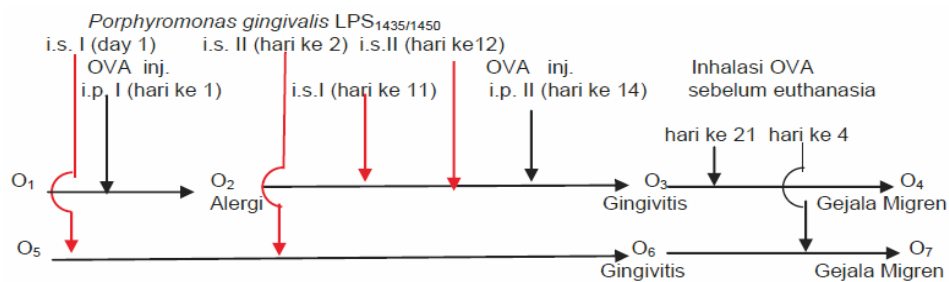 Porphyromonas gingivalis LPS1435/1450
i.s. I (day 1) i.s. II (hari ke 2) i.s.II (hari ke12)
OVA inj. OVA inj. Inhalasi OVA
i.p. I (hari ke 1) i.s.I (hari ke 11) i.p. II (hari ke 14) sebelum euthanasia
hari ke 21 hari ke 4
O1 O2 O3 O4
Alergi Gingivitis Gejala Migren
O5 O6 O7
Gingivitis Gejala Migren